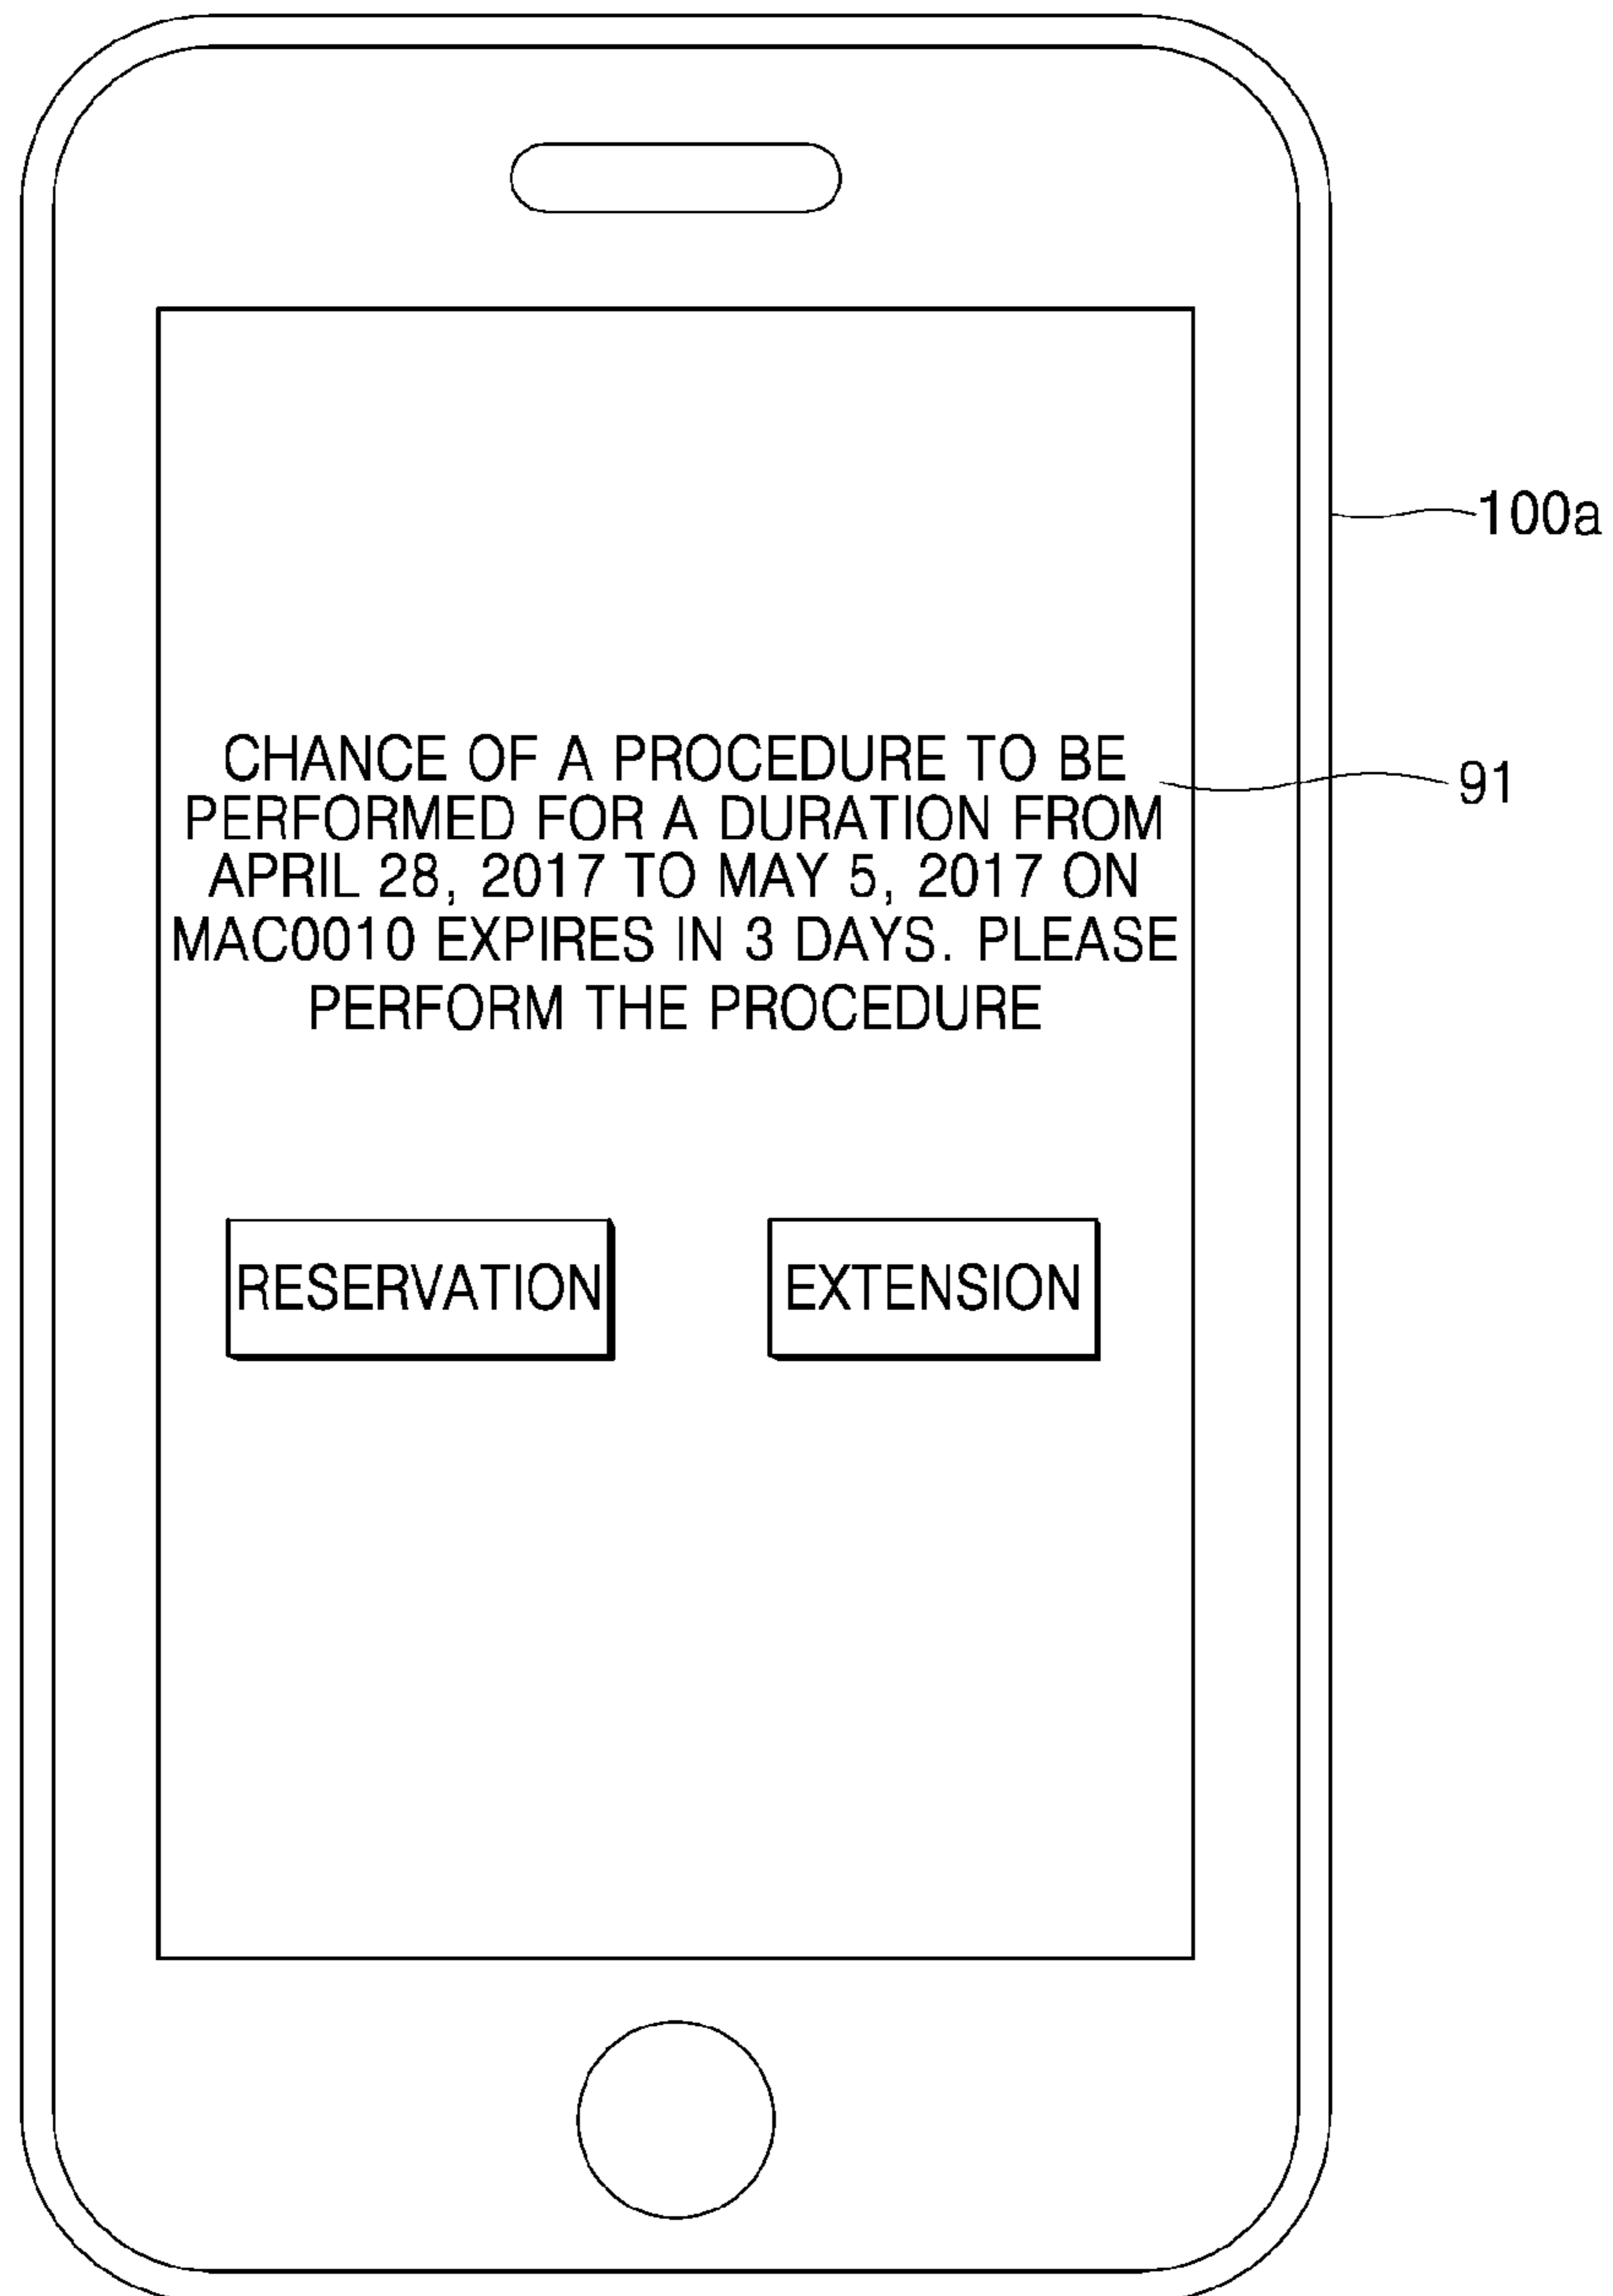 100a
CHANCE OF A PROCEDURE TO BE
91
PERFORMED FOR A DURATION FROM
APRIL 28, 2017 TO MAY 5, 2017 ON
MAC0010 EXPIRES IN 3 DAYS. PLEASE
PERFORM THE PROCEDURE
RESERVATION
EXTENSION